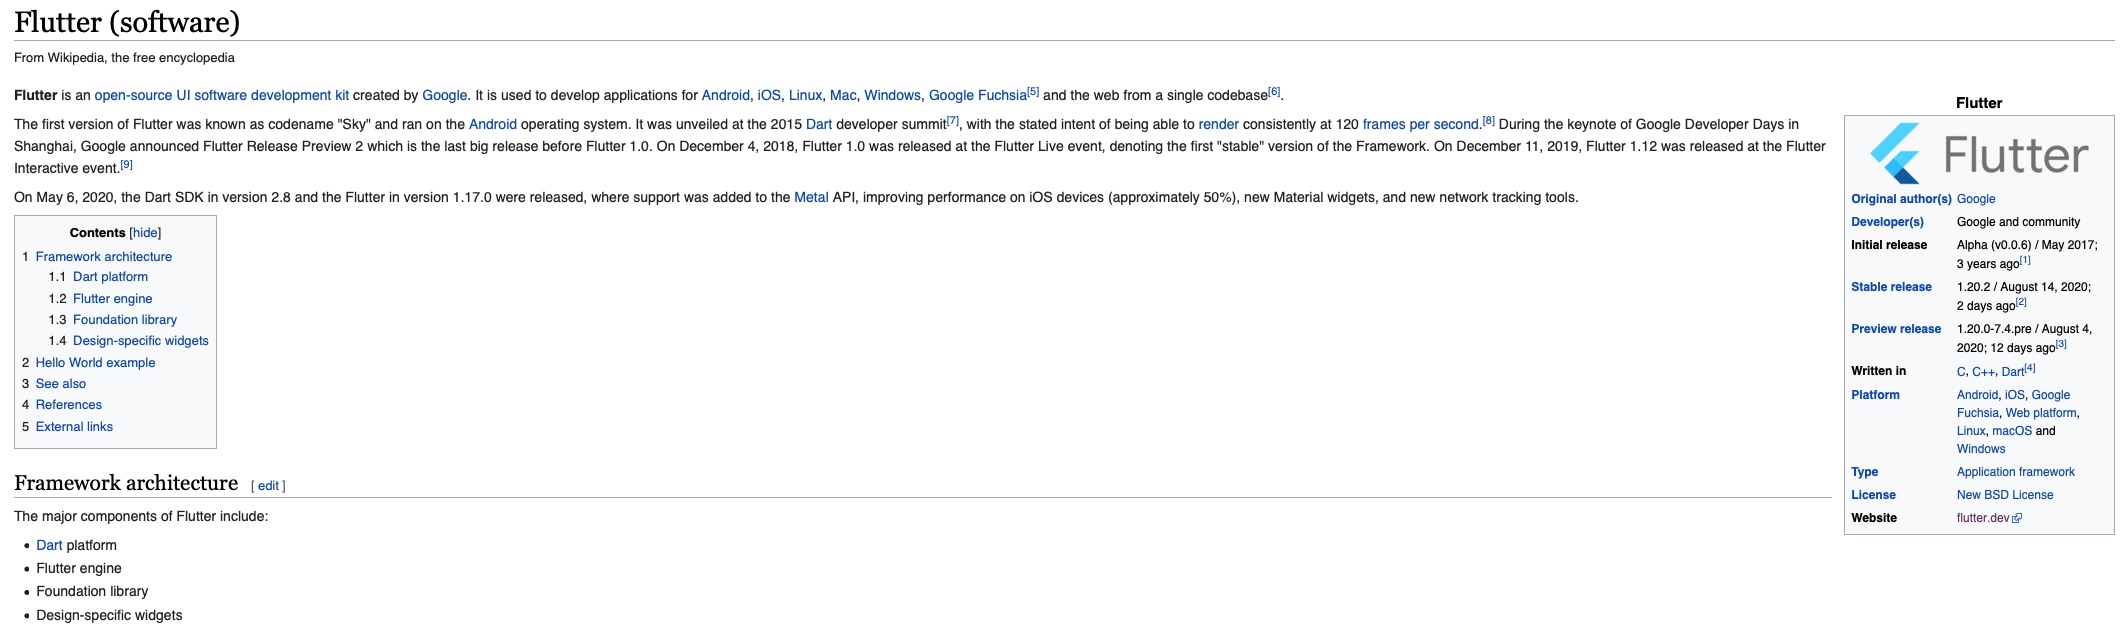 Flutter (software)
From Wikipedia, the free encyclopedia
Flutter is an open-source UI software development kit created by Google. It is used to develop applications for Android, iOS, Linux, Mac, Windows, Google Fuchsia[5] and the web from a single codebase[6].
The first version of Flutter was known as codename "Sky" and ran on the Android operating system. It was unveiled at the 2015 Dart developer summit[7], with the stated intent of being able to render consistently at 120 frames per second.[8] During the keynote of Google Developer Days in
Shanghai, Google announced Flutter Release Preview 2 which is the last big release before Flutter 1.0. On December 4, 2018, Flutter 1.0 was released at the Flutter Live event, denoting the first "stable" version of the Framework. On December 11, 2019, Flutter 1.12 was released at the Flutter
Interactive event.[9]
On May 6, 2020, the Dart SDK in version 2.8 and the Flutter in version 1.17.0 were released, where support was added to the Metal API, improving performance on iOS devices (approximately 50%), new Material widgets, and new network tracking tools.
Contents [hide]
1 Framework architecture
1.1 Dart platform
1.2 Flutter engine
1.3 Foundation library
1.4 Design-specific widgets
2 Hello World example
3 See also
4 References
5 External links
Framework architecture [ edit ]
The major components of Flutter include:
• Dart platform
• Flutter engine
• Foundation library
• Design-specific widgets
Flutter
Flutter
Original author(s) Google
Developer(s) Google and community
Initial release Alpha (v0.0.6) / May 2017;
3 years ago[1]
Stable release 1.20.2 / August 14, 2020;
2 days ago[2]
Preview release 1.20.0-7.4.pre / August 4,
2020; 12 days ago[3]
Written in C, C++, Dart[4]
Platform Android, iOS, Google
Fuchsia, Web platform,
Linux, macOS and
Windows
Type Application framework
License New BSD License
Website flutter.dev